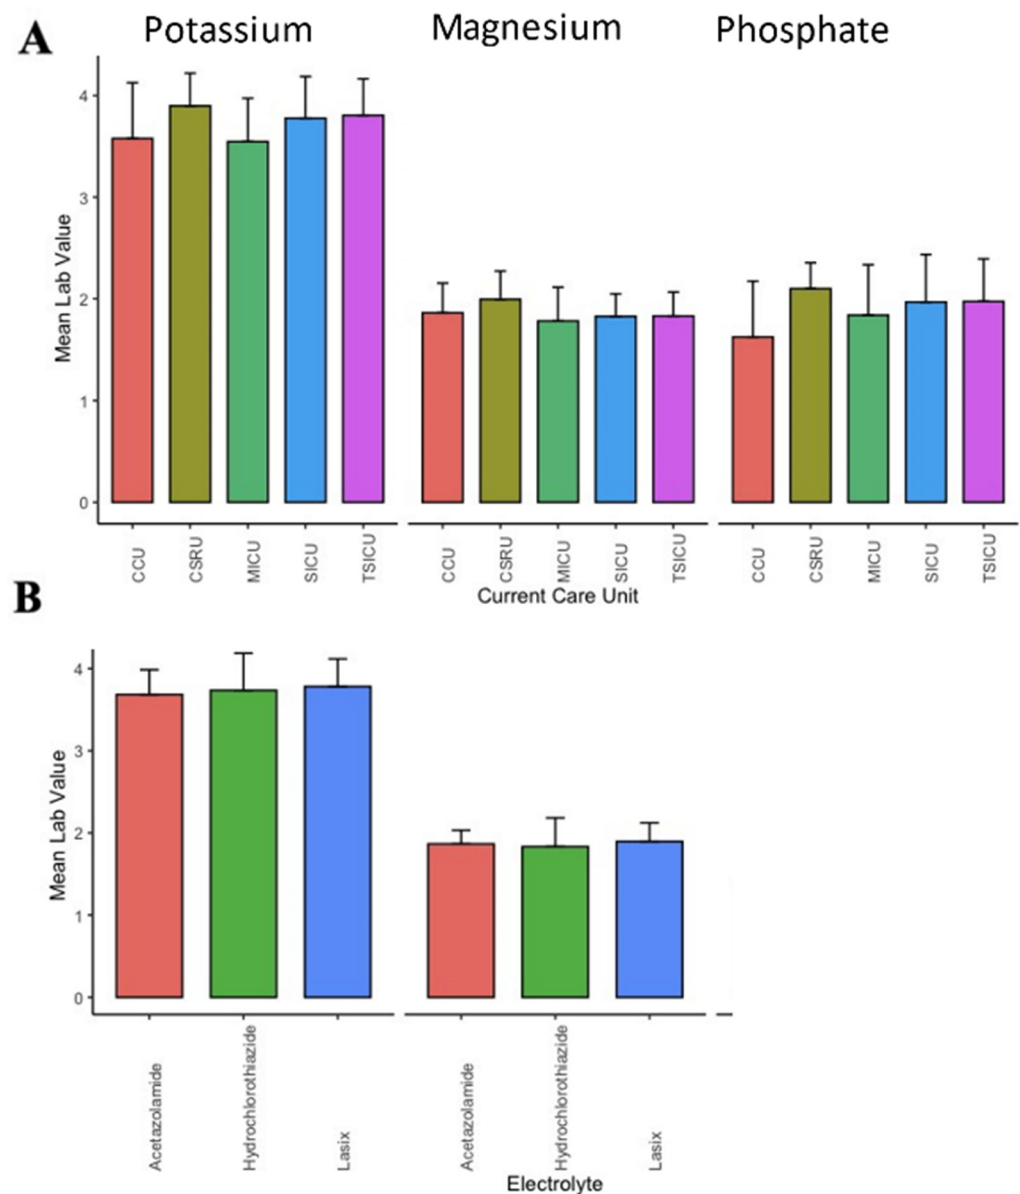 A
Potassium Magnesium Phosphate
Mean Lab Value
4
3
2
1
0
CCU CSRU MICU SICU TSICU CCU CSRU MICU SICU TSICU CCU CSRU MICU SICU TSICU
Current Care Unit
B
Mean Lab Value
4
3
2
1
0
Acetazolamide Hydrochlorothiazide Lasix Acetazolamide Hydrochlorothiazide Lasix
Electrolyte